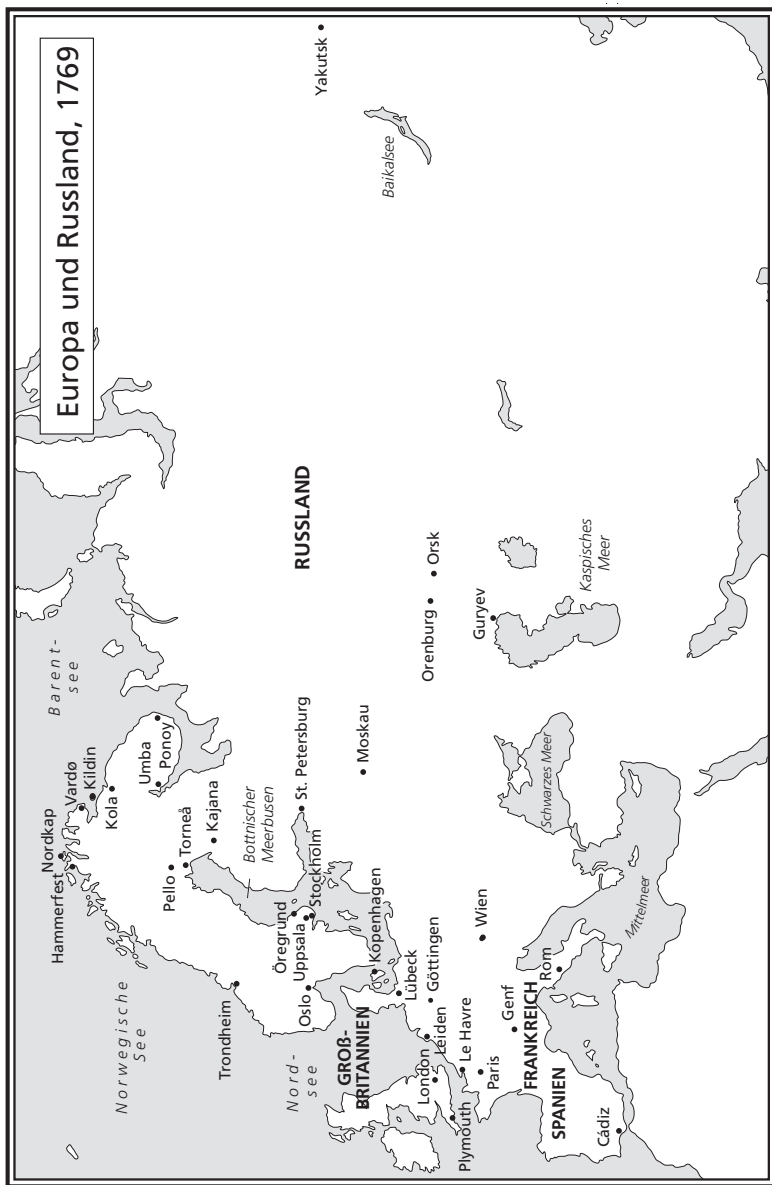 Europa und Russland, 1769
Norwegische
See
Barent-
see
Hammerfest
Nordkap
Vardø
Kildin
Kola
Umba
Ponoy
Pello
Torneå
Kajana
Bottnischer
Meerbusen
Trondheim
Öregrund
Uppsala
Stockholm
Oslo
St. Petersburg
RUSSLAND
Yakutsk
Baikalsee
Nord-
see
GROSS-
BRITANNIEN
Kopenhagen
Moskau
Lübeck
Göttingen
London
Leiden
Plymouth
Le Havre
Paris
Wien
Orenburg
Orsk
Guryev
Kaspisches
Meer
Schwarzes Meer
Genf
FRANKREICH
Rom
SPANIEN
Cádiz
Mittelmeer